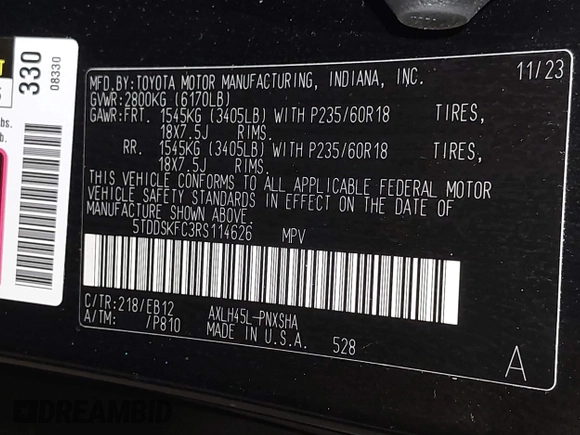 330
08330
bs.
b.
MFD.BY:TOYOTA MOTOR MANUFACTURING, INDIANA, INC. 11/23
GVWR:2800KG (6170LB)
GAWR:FRT. 1545KG (3405LB) WITH P235/60R18 TIRES,
18X7.5J RIMS.
RR. 1545KG (3405LB) WITH P235/60R18 TIRES,
18X7.5J RIMS.
THIS VEHICLE CONFORMS TO ALL APPLICABLE FEDERAL MOTOR
VEHICLE SAFETY STANDARDS IN EFFECT ON THE DATE OF
MANUFACTURE SHOWN ABOVE.
5TDDSKFC3RS114626 MPV
C/TR:218/EB12 AXLH45L-PNXSHA
A/TM: /P810 MADE IN U.S.A. 528
A
DREAMBID